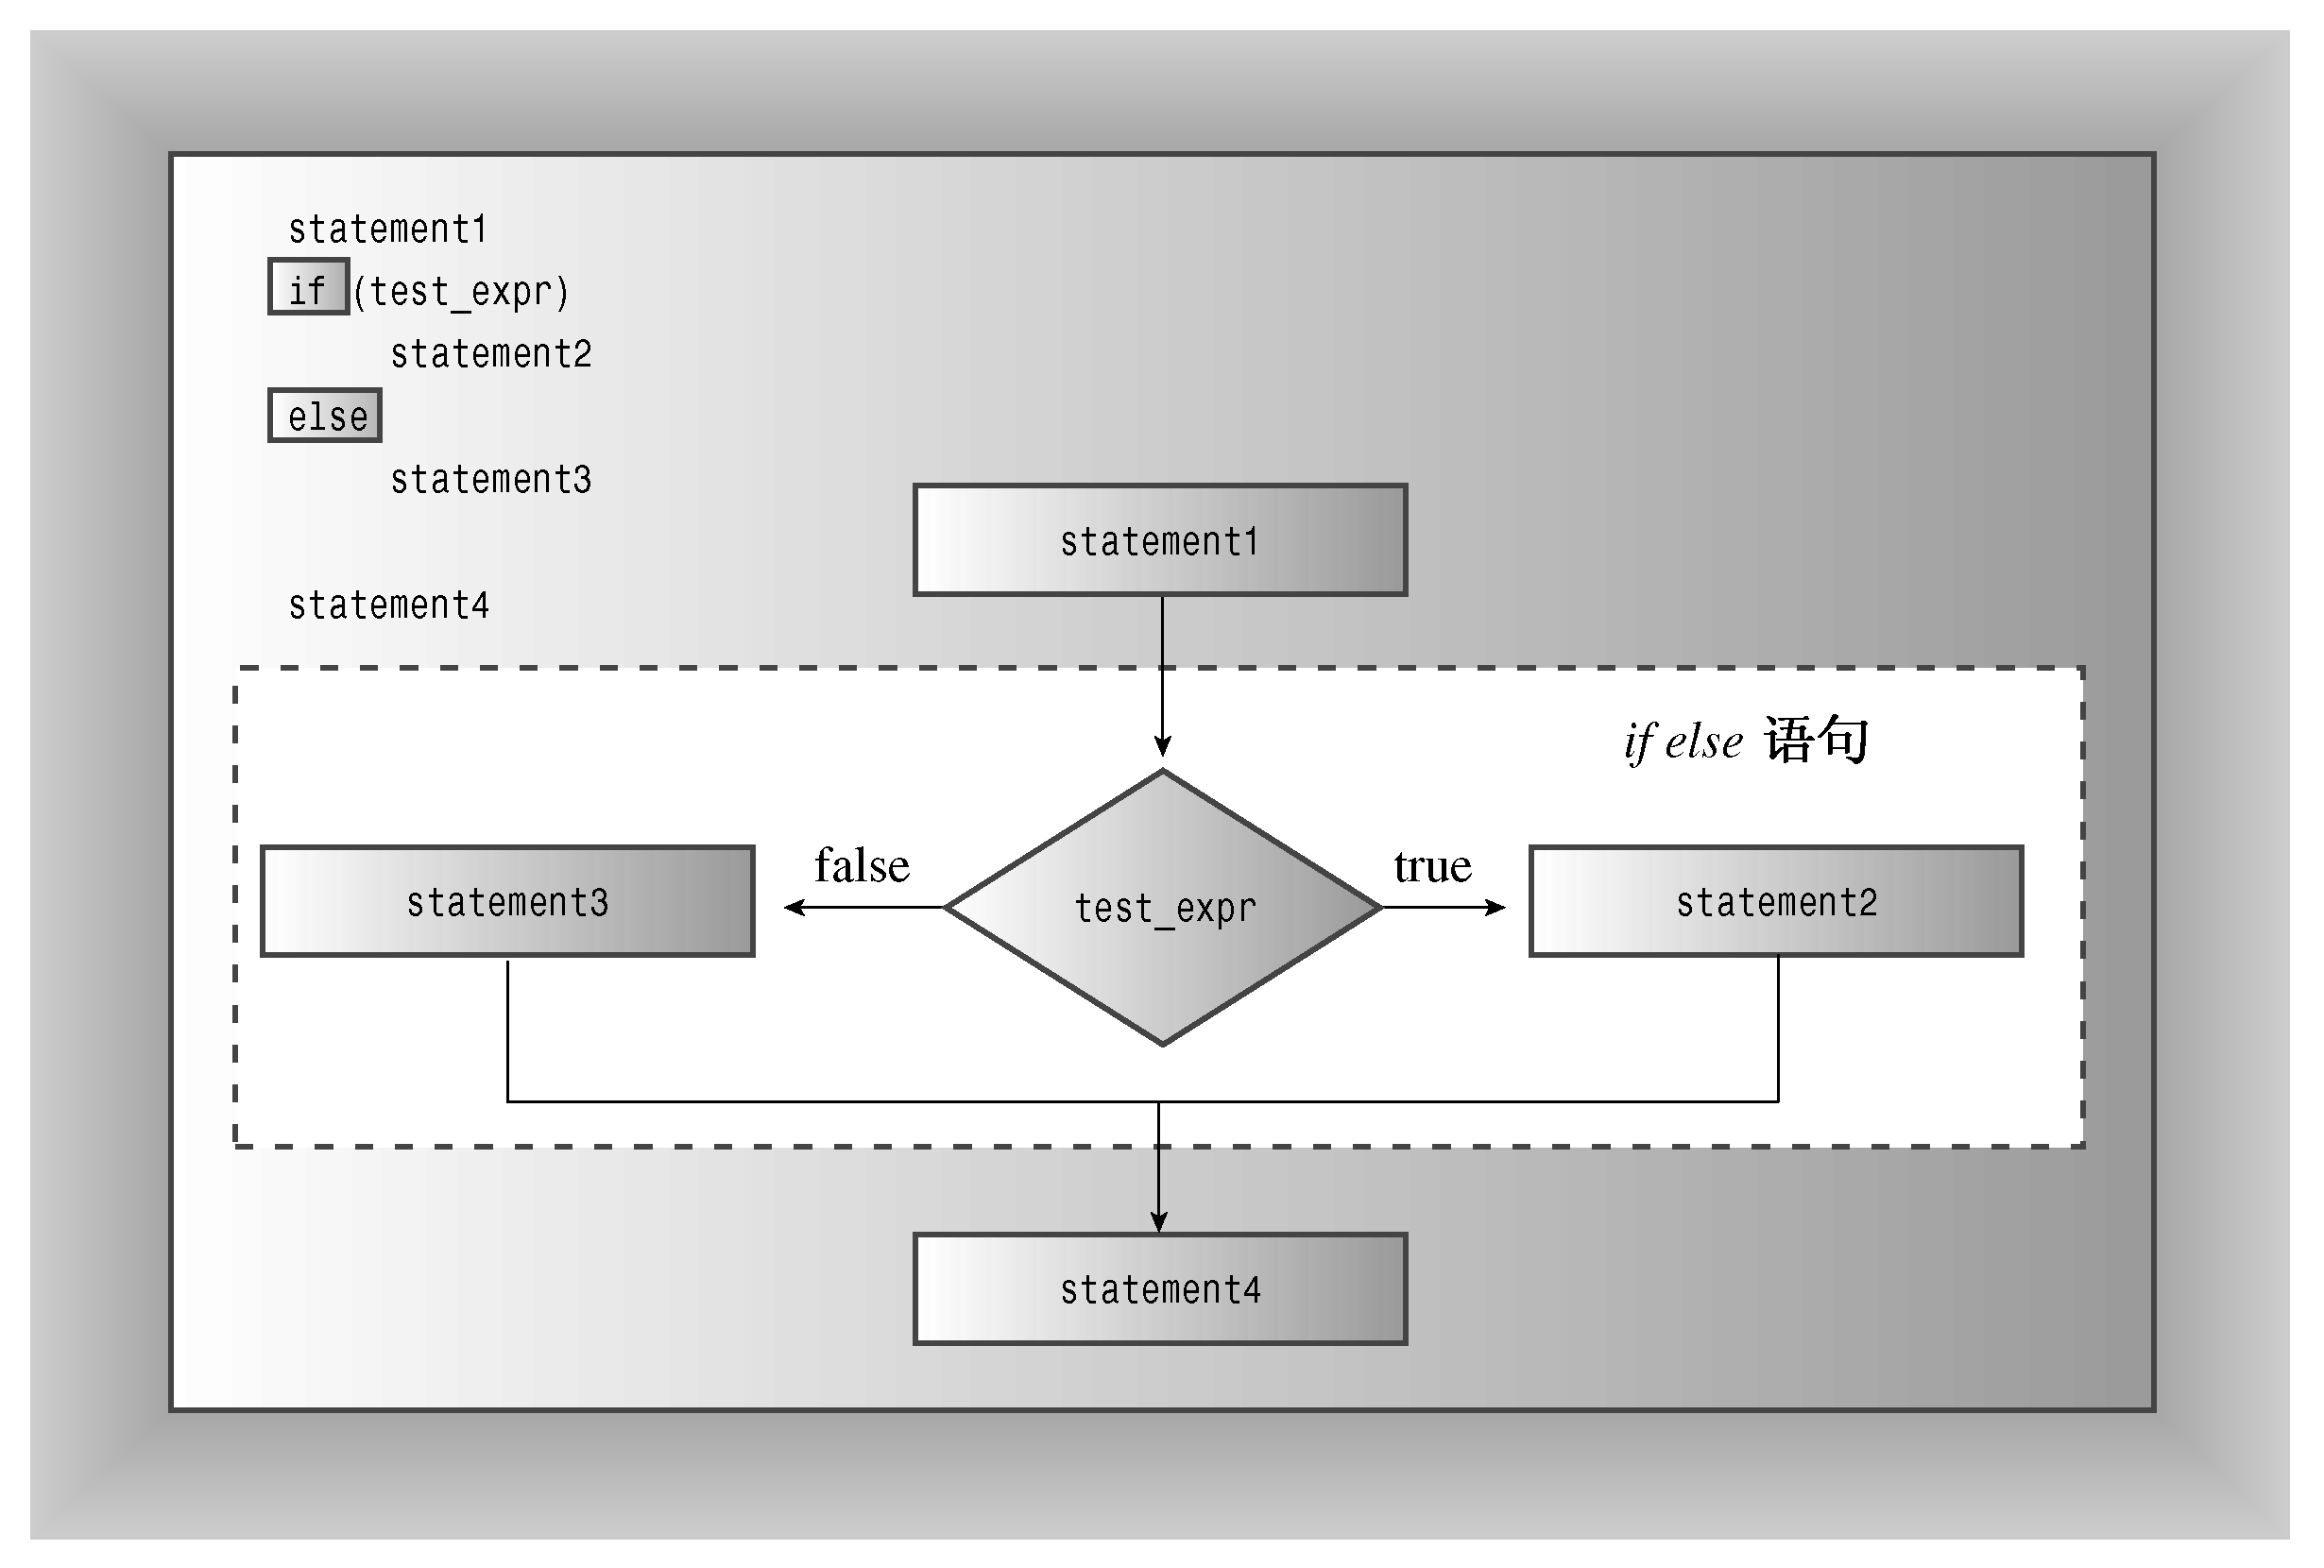 statement1
if (test_expr)
statement2
else
statement3
statement4
statement1
if else 语句
false
true
statement3
test_expr
statement2
statement4